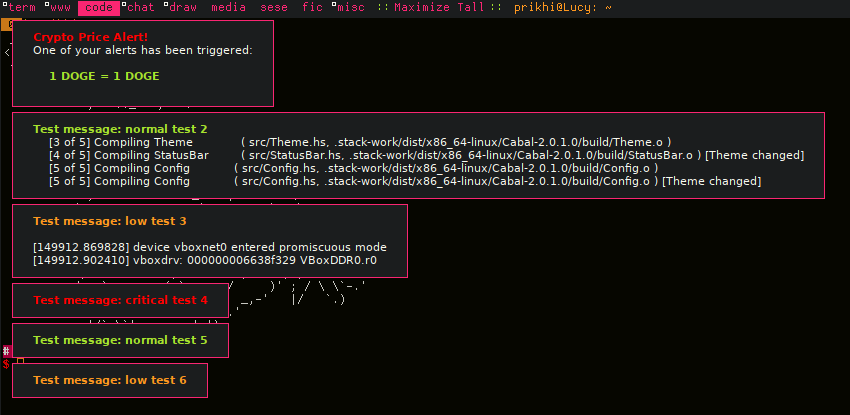 term www code chat draw media sese fic misc :: Maximize Tall :: prikhi@Lucy: ~
Crypto Price Alert!
One of your alerts has been triggered:
1 DOGE = 1 DOGE
Test message: normal test 2
[3 of 5] Compiling Theme ( src/Theme.hs, .stack-work/dist/x86_64-linux/Cabal-2.0.1.0/build/Theme.o )
[4 of 5] Compiling StatusBar ( src/StatusBar.hs, .stack-work/dist/x86_64-linux/Cabal-2.0.1.0/build/StatusBar.o ) [Theme changed]
[5 of 5] Compiling Config ( src/Config.hs, .stack-work/dist/x86_64-linux/Cabal-2.0.1.0/build/Config.o )
[5 of 5] Compiling Config ( src/Config.hs, .stack-work/dist/x86_64-linux/Cabal-2.0.1.0/build/Config.o ) [Theme changed]
Test message: low test 3
[149912.869828] device vboxnet0 entered promiscuous mode
[149912.902410] vboxdrv: 000000006638f329 VBoxDDR0.r0
Test message: critical test 4
Test message: normal test 5
#
$
Test message: low test 6